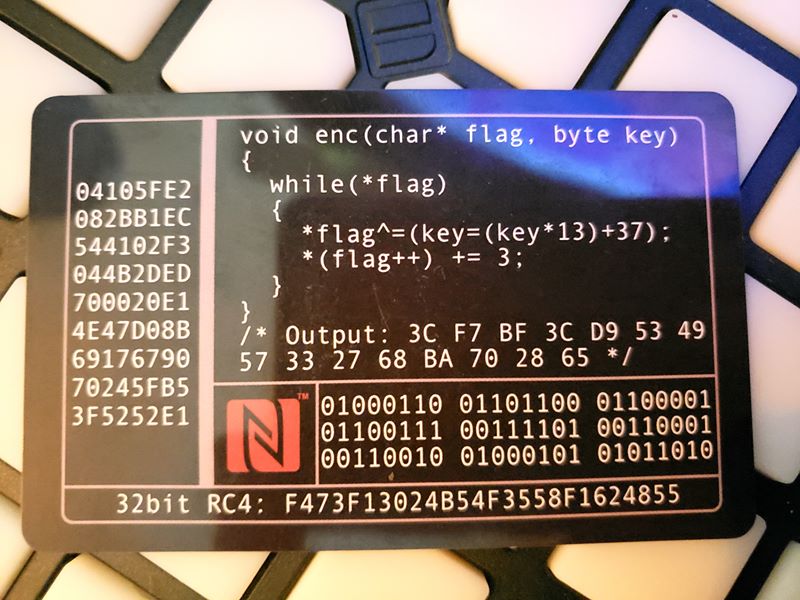 04105FE2
082BB1EC
544102F3
044B2DED
700020E1
4E47D08B
69176790
70245FB5
3F5252E1
void enc(char* flag, byte key)
{
while(*flag)
{
*flag^=(key=(key*13)+37);
*(flag++) += 3;
}
}
/* Output: 3C F7 BF 3C D9 53 49
57 33 27 68 BA 70 28 65 */
TM
01000110 01101100 01100001
01100111 00111101 00110001
00110010 01000101 01011010
32bit RC4: F473F13024B54F3558F1624855